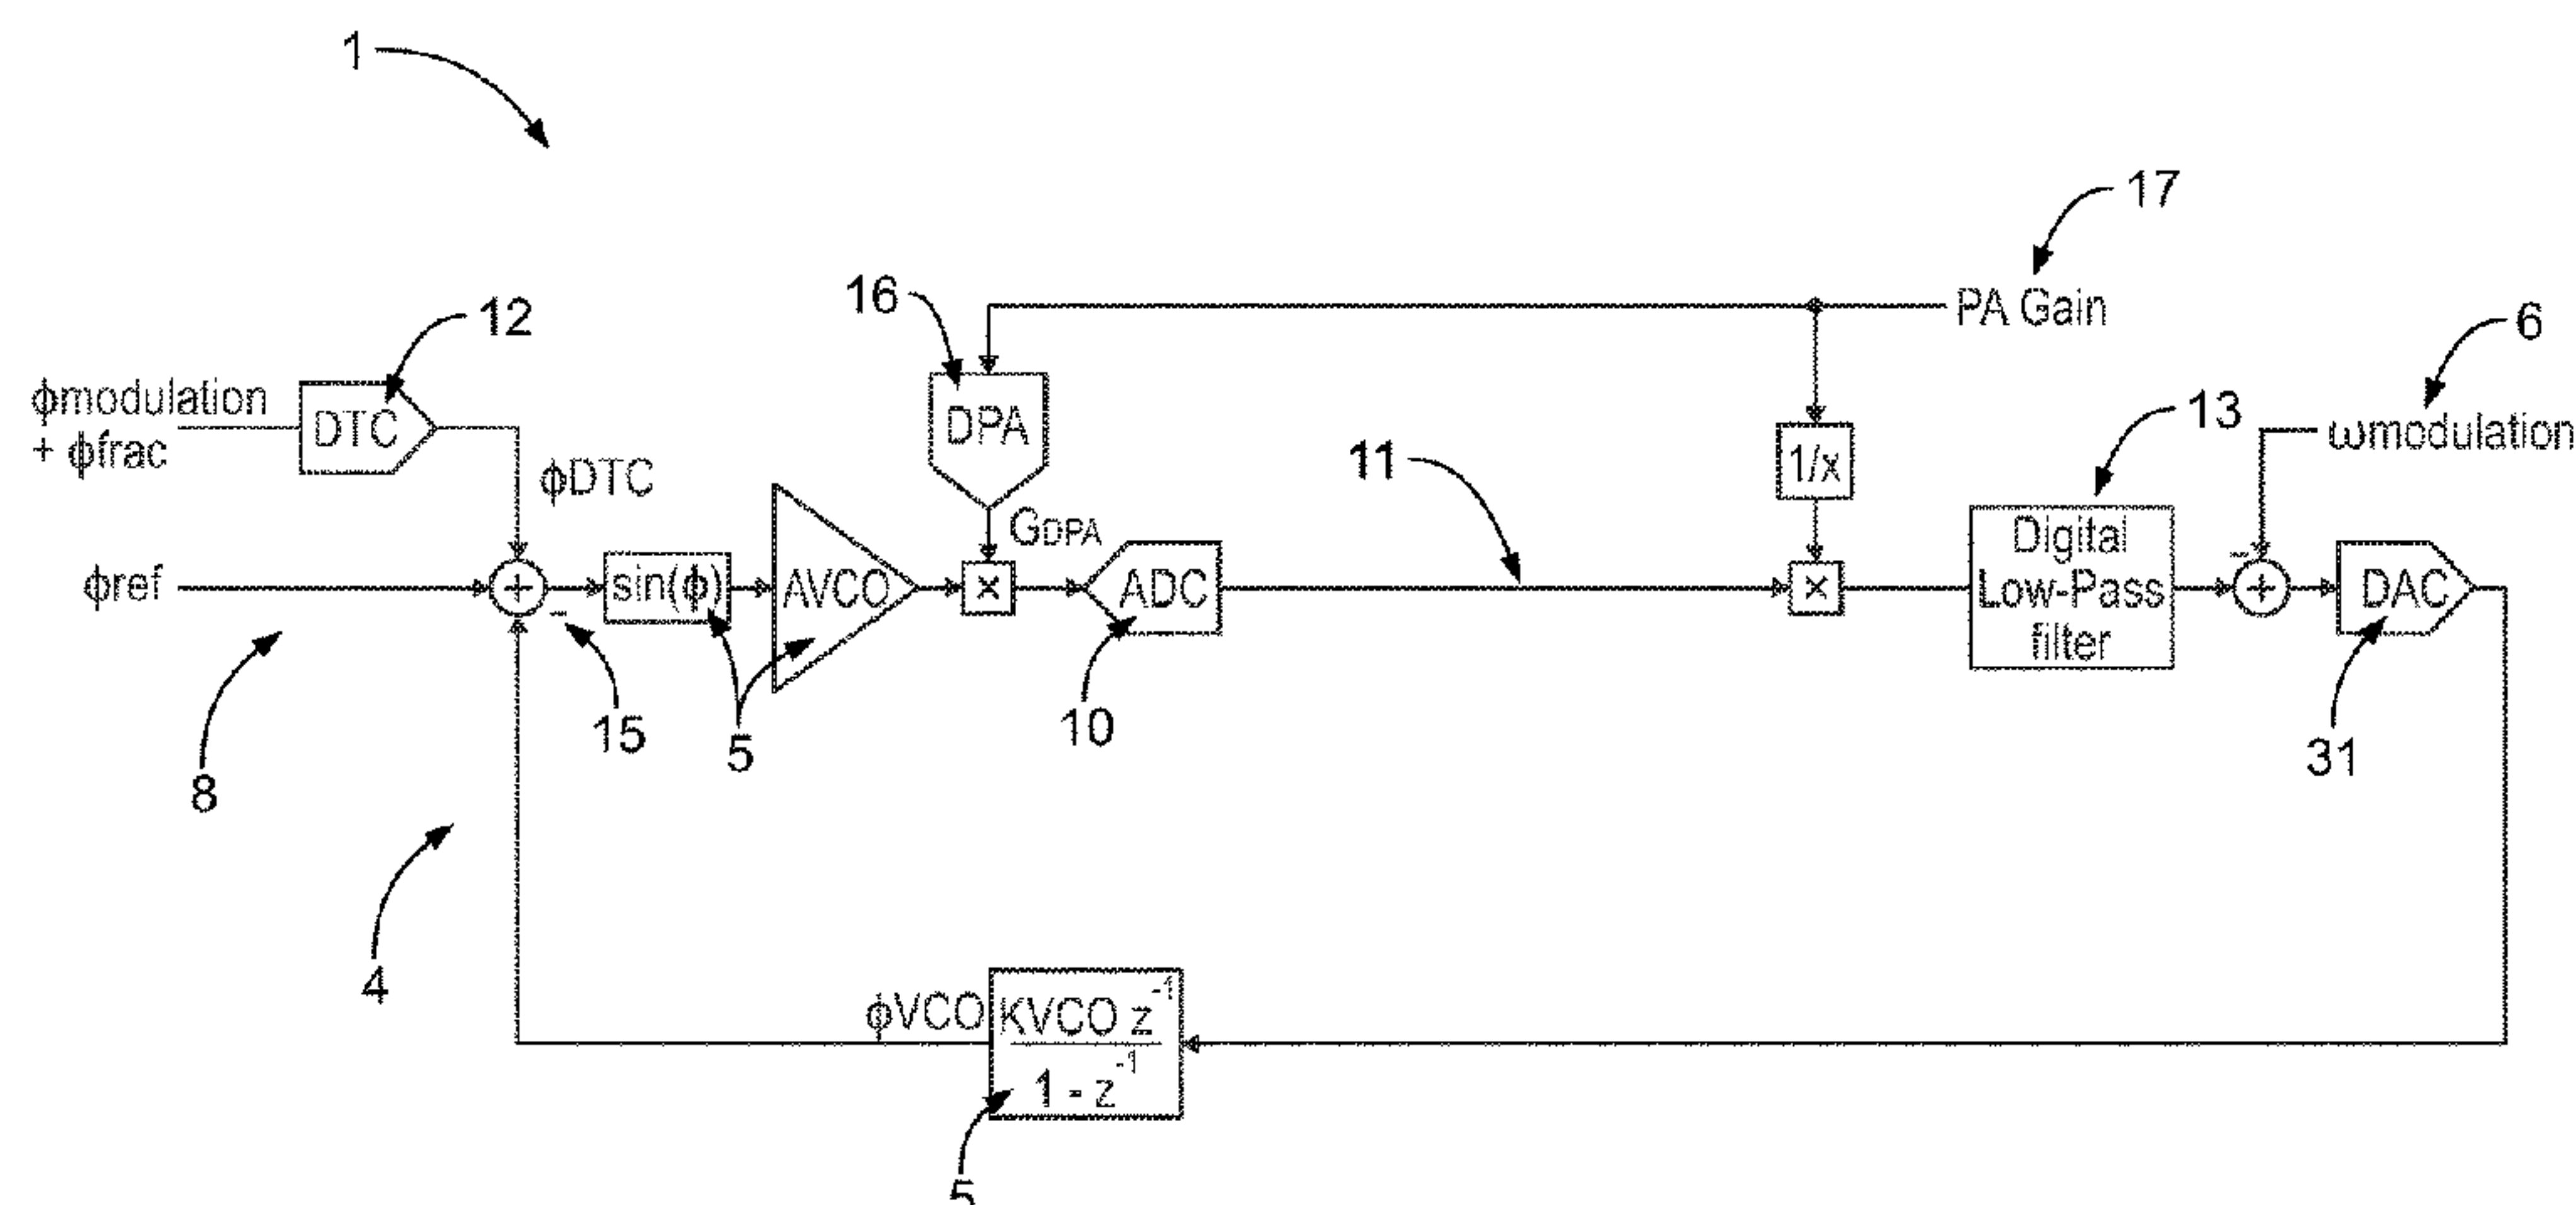 1
17
16
PA Gain
6
12
13
ϕmodulation
+ ϕfrac
DTC
DPA
ωmodulation
11
1/x
ϕDTC
GDPA
Digital
Low-Pass
filter
-
ϕref
+
-
sin(ϕ)
AVCO
×
ADC
×
+
DAC
8
15
5
10
31
4
ϕVCO
KVCO z⁻¹
1 - z⁻¹
5